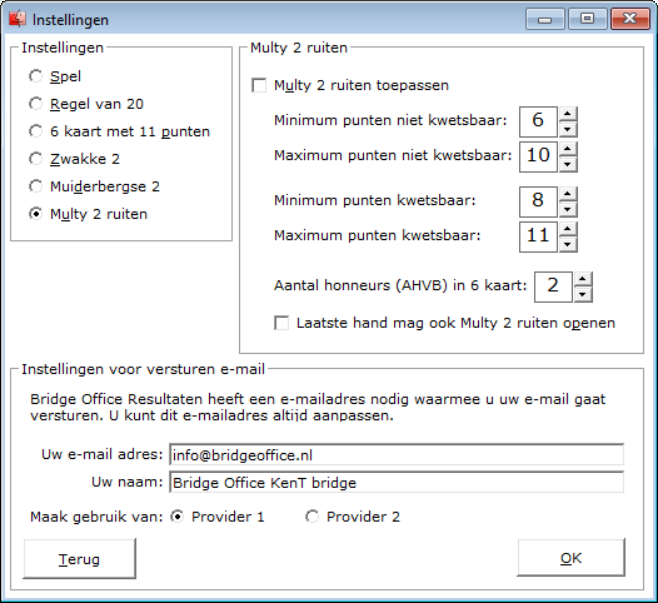 Instellingen
Instellingen
Spel
Regel van 20
6 kaart met 11 punten
Zwakke 2
Muiderbergse 2
Multy 2 ruiten
Multy 2 ruiten
Multy 2 ruiten toepassen
Minimum punten niet kwetsbaar: 6
Maximum punten niet kwetsbaar: 10
Minimum punten kwetsbaar: 8
Maximum punten kwetsbaar: 11
Aantal honneurs (AHVB) in 6 kaart: 2
Laatste hand mag ook Multy 2 ruiten openen
Instellingen voor versturen e-mail
Bridge Office Resultaten heeft een e-mailadres nodig waarmee u uw e-mail gaat
versturen. U kunt dit e-mailadres altijd aanpassen.
Uw e-mail adres: info@bridgeoffice.nl
Uw naam: Bridge Office KenT bridge
Maak gebruik van: Provider 1 Provider 2
Terug OK